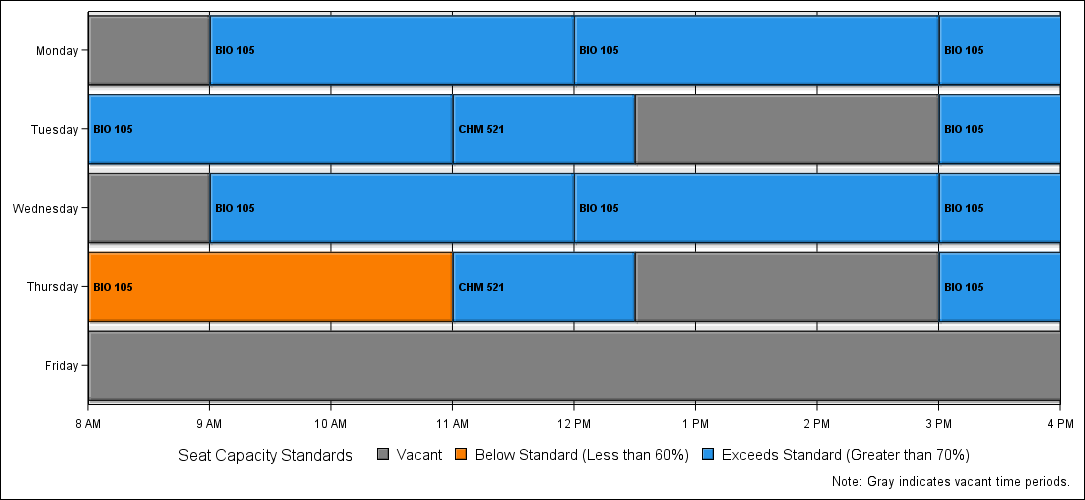 Monday
BIO 105
BIO 105
BIO 105
Tuesday
BIO 105
CHM 521
BIO 105
Wednesday
BIO 105
BIO 105
BIO 105
Thursday
BIO 105
CHM 521
BIO 105
Friday
8 AM 9 AM 10 AM 11 AM 12 PM 1 PM 2 PM 3 PM 4 PM
Seat Capacity Standards Vacant Below Standard (Less than 60%) Exceeds Standard (Greater than 70%)
Note: Gray indicates vacant time periods.